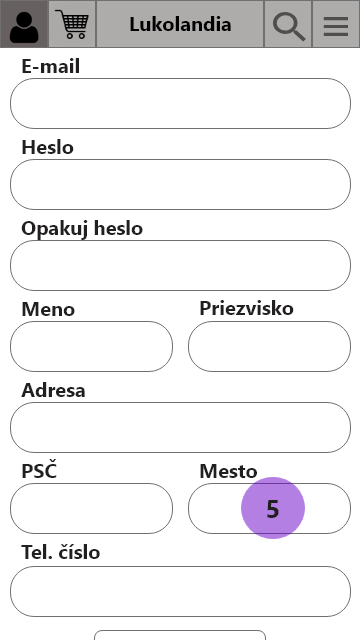 Lukolandia
E-mail
Heslo
Opakuj heslo
Meno Priezvisko
Adresa
PSČ Mesto
5
Tel. číslo